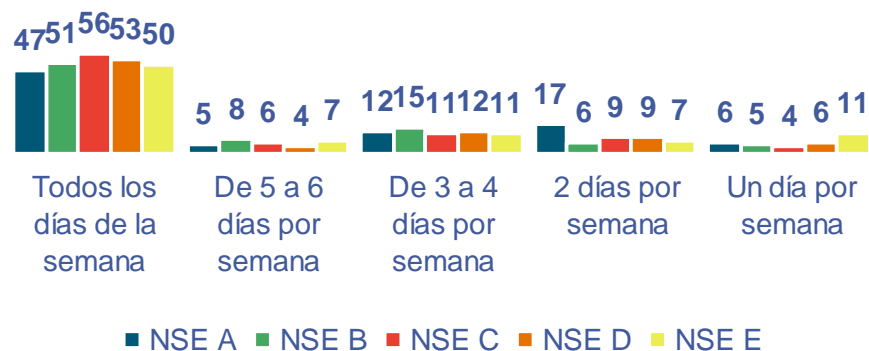 47 51 56 53 50
5 8 6 4 7
12 15 11 12 11
17 6 9 9 7
6 5 4 6 11
Todos los
días de la
semana
De 5 a 6
días por
semana
De 3 a 4
días por
semana
2 días por
semana
Un día por
semana
NSE A NSE B NSE C NSE D NSE E